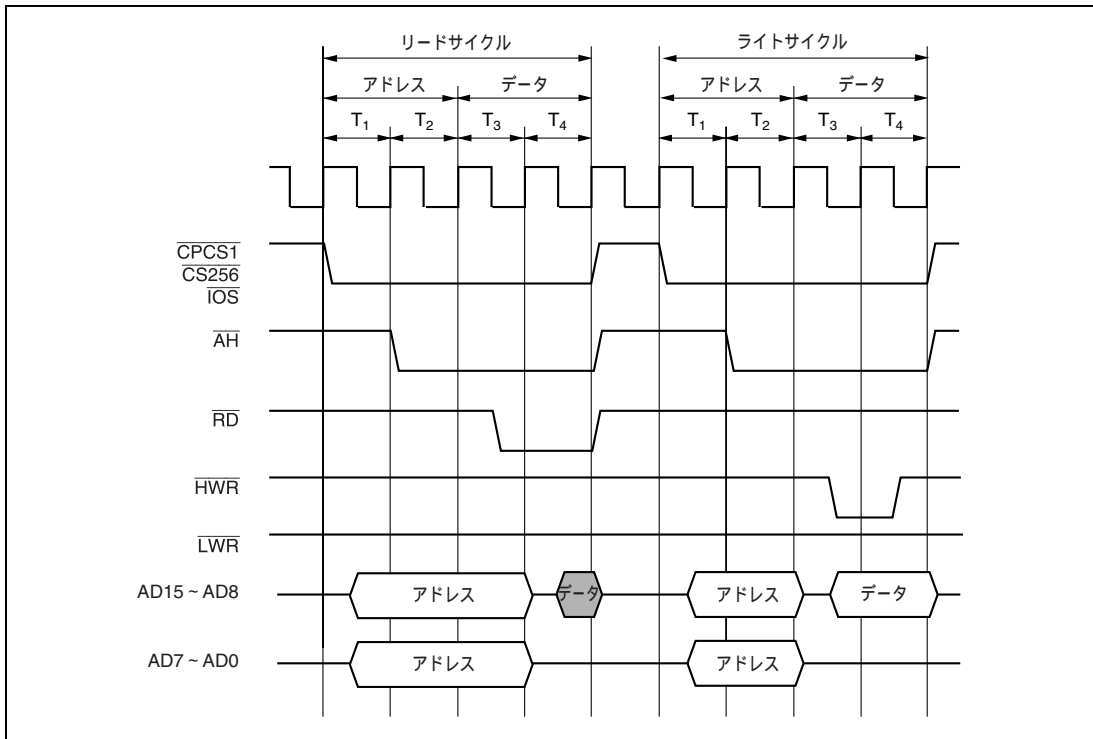 リードサイクル ライトサイクル
アドレス データ アドレス データ
T1 T2 T3 T4 T1 T2 T3 T4
CPCS1
CS256
IOS
AH
RD
HWR
LWR
AD15 ~ AD8 アドレス データ アドレス データ
AD7 ~ AD0 アドレス アドレス